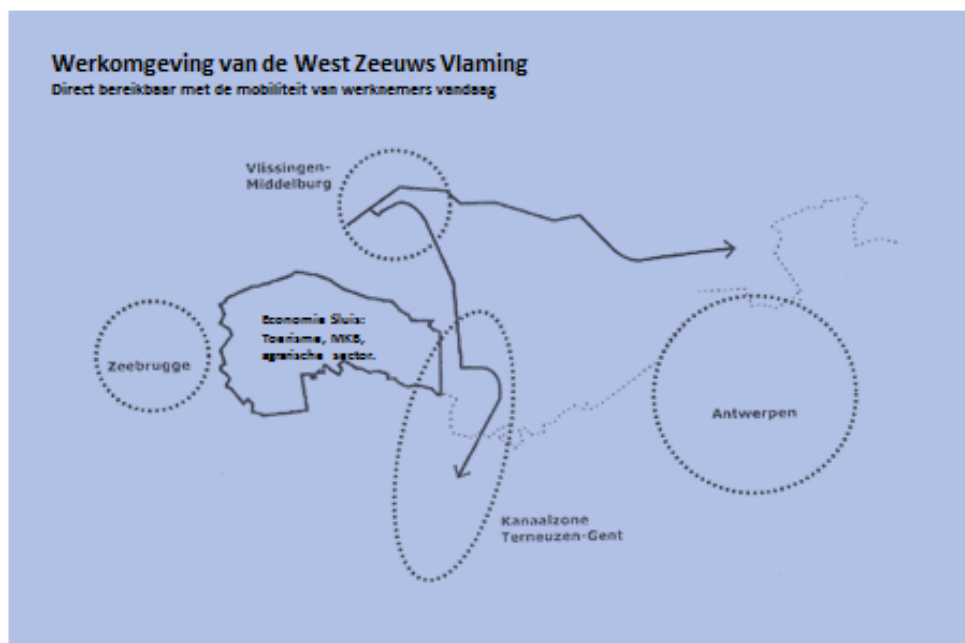 Werkomgeving van de West Zeeuws Vlaming
Direct bereikbaar met de mobiliteit van werknemers vandaag
Vlissingen-
Middelburg
Economie Sluis:
Toerisme, MKB,
agrarische sector.
Zeebrugge
Antwerpen
Kanaalzone
Terneuzen-Gent